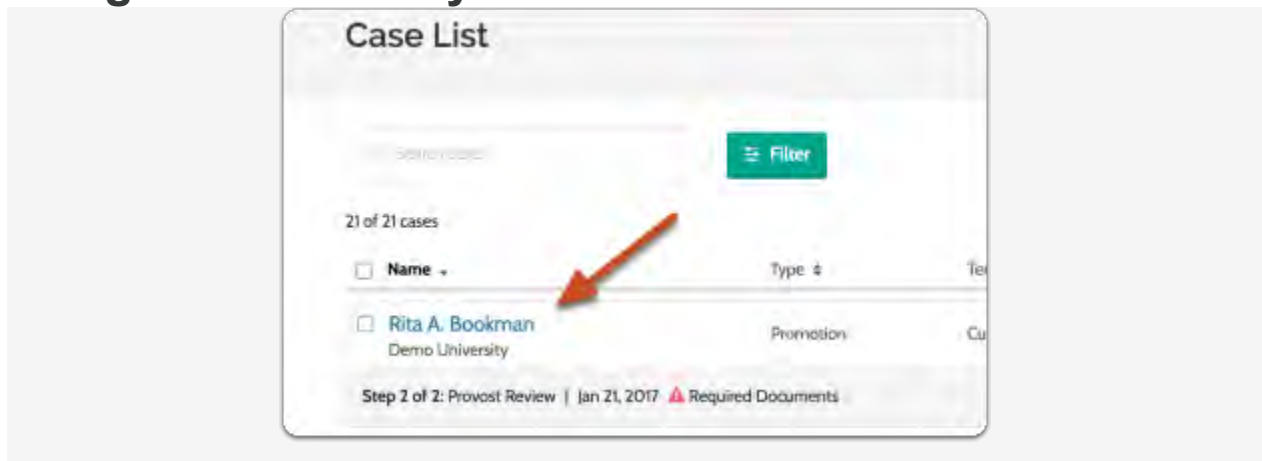 Case List
Filter
21 of 21 cases
Name Type
Rita A. Bookman
Promotion
Demo University
Step 2 of 2: Provost Review | Jan 21, 2017 Required Documents